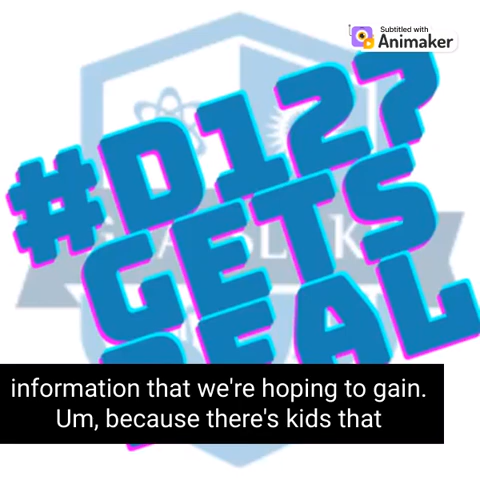 Subtitled with
Animaker
#D127
GETS
REAL
information that we're hoping to gain.
Um, because there's kids that